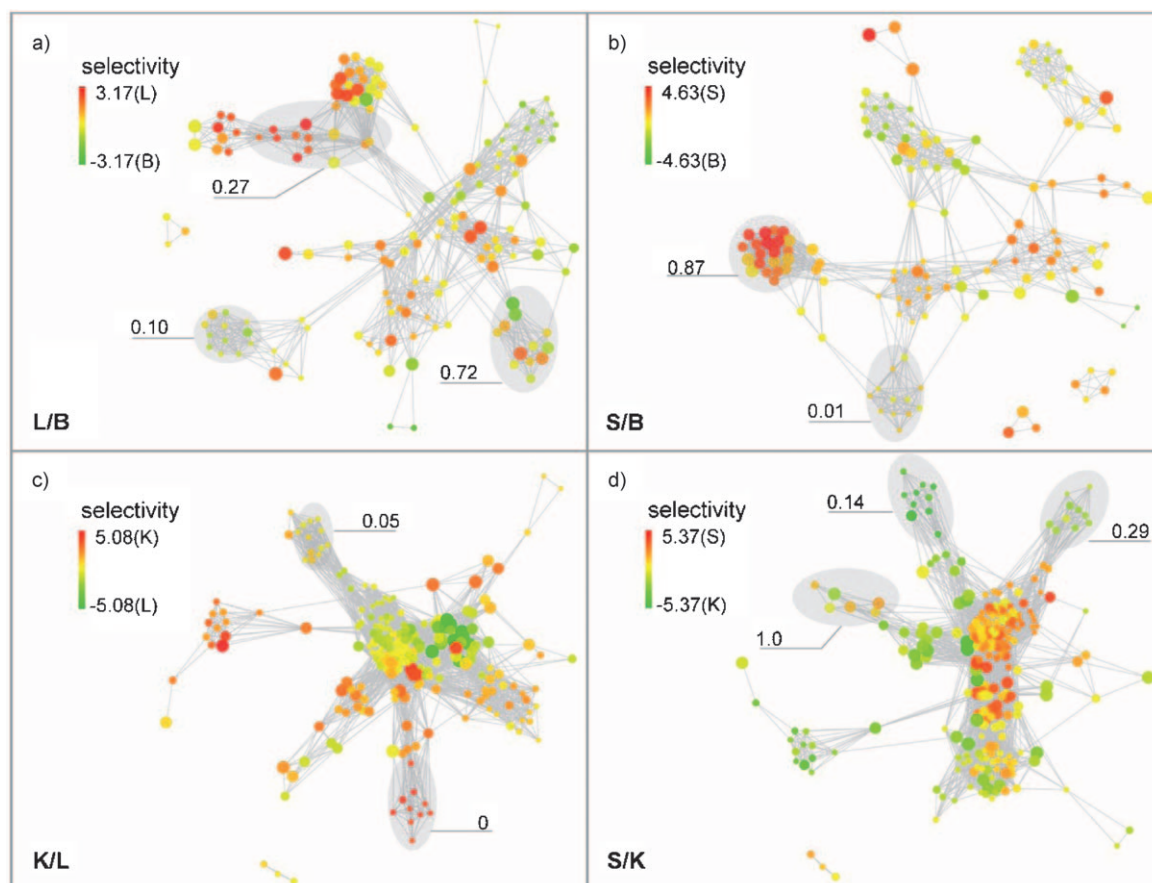 a)
selectivity
3.17(L)
-3.17(B)
0.27
0.10
0.72
L/B
b)
selectivity
4.63(S)
-4.63(B)
0.87
0.01
S/B
c)
selectivity
5.08(K)
-5.08(L)
0.05
0
K/L
d)
selectivity
5.37(S)
-5.37(K)
0.14
0.29
1.0
S/K